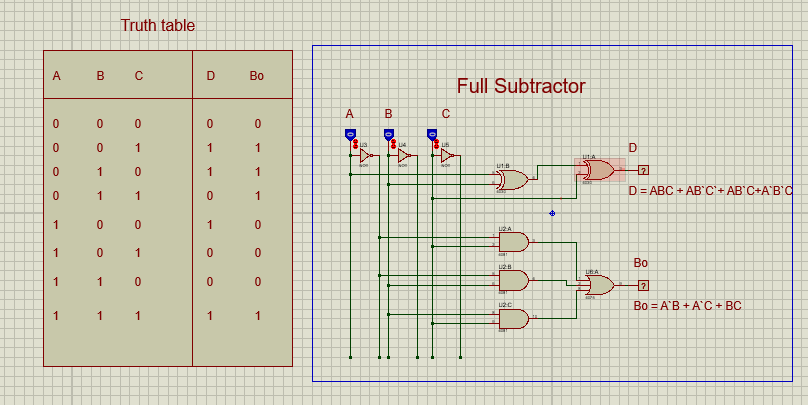 Truth table
A B C D Bo
0 0 0 0 0
0 0 1 1 1
0 1 0 1 1
0 1 1 0 1
1 0 0 1 0
1 0 1 0 0
1 1 0 0 0
1 1 1 1 1
Full Subtractor
A B C
U3 U4 U5
U1:B
U1:A
D
?
D = ABC + AB`C`+ AB`C+A`B`C
U2:A
U2:B
U2:C
U6:A
Bo
?
Bo = A`B + A`C + BC